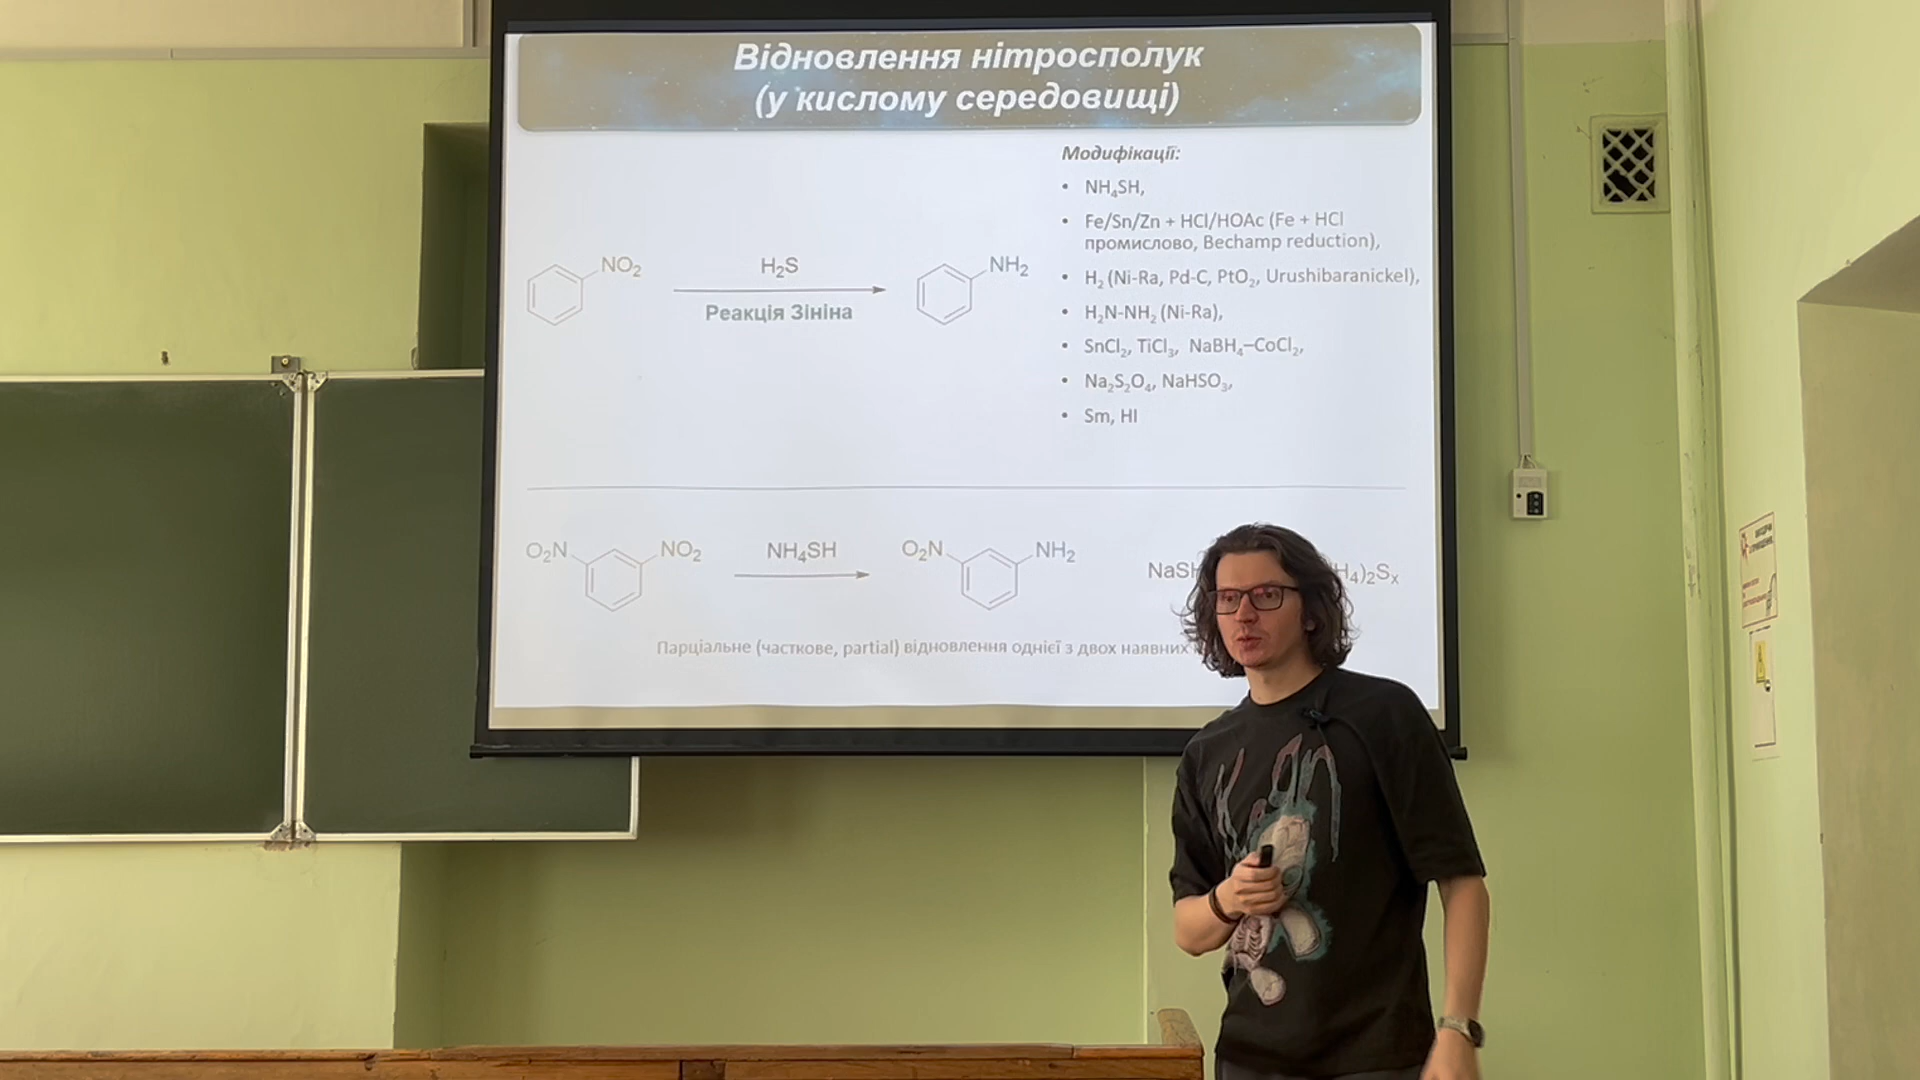 Відновлення нітросполук
(у кислому середовищі)
Модифікації:
• NH₄SH,
• Fe/Sn/Zn + HCl/HOAc (Fe + HCl
промислово, Bechamp reduction),
• H₂ (Ni-Ra, Pd-C, PtO₂, Urushibaranickel),
• H₂N-NH₂ (Ni-Ra),
• SnCl₂, TiCl₃, NaBH₄–CoCl₂,
• Na₂S₂O₄, NaHSO₃,
• Sm, HI
NO₂
H₂S
Реакція Зініна
NH₂
O₂N
NO₂
NH₄SH
O₂N
NH₂
NaSH
H₄)₂Sₓ
Парціальне (часткове, partial) відновлення однієї з двох наявних